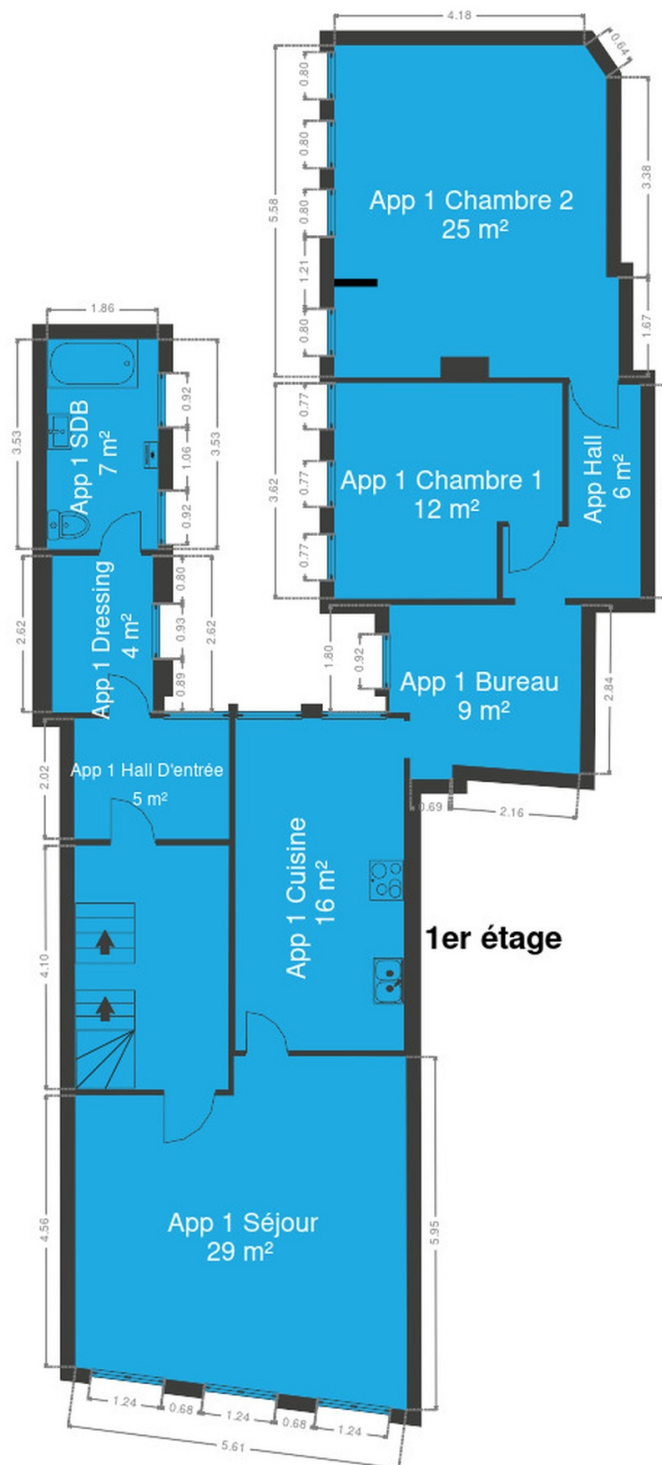 4.18
0.64
0.80
0.80
0.80
1.21
0.80
5.58
3.38
1.67
App 1 Chambre 2
25 m²
1.86
3.53
3.53
0.92
1.06
0.92
App 1 SDB
7 m²
0.77
0.77
0.77
3.62
App 1 Chambre 1
12 m²
App Hall
6 m²
2.62
0.80
0.93
0.89
2.62
App 1 Dressing
4 m²
1.80
0.92
2.84
App 1 Bureau
9 m²
0.69
2.16
2.02
App 1 Hall D'entrée
5 m²
App 1 Cuisine
16 m²
1er étage
4.10
4.56
5.95
App 1 Séjour
29 m²
1.24
0.68
1.24
0.68
1.24
5.61